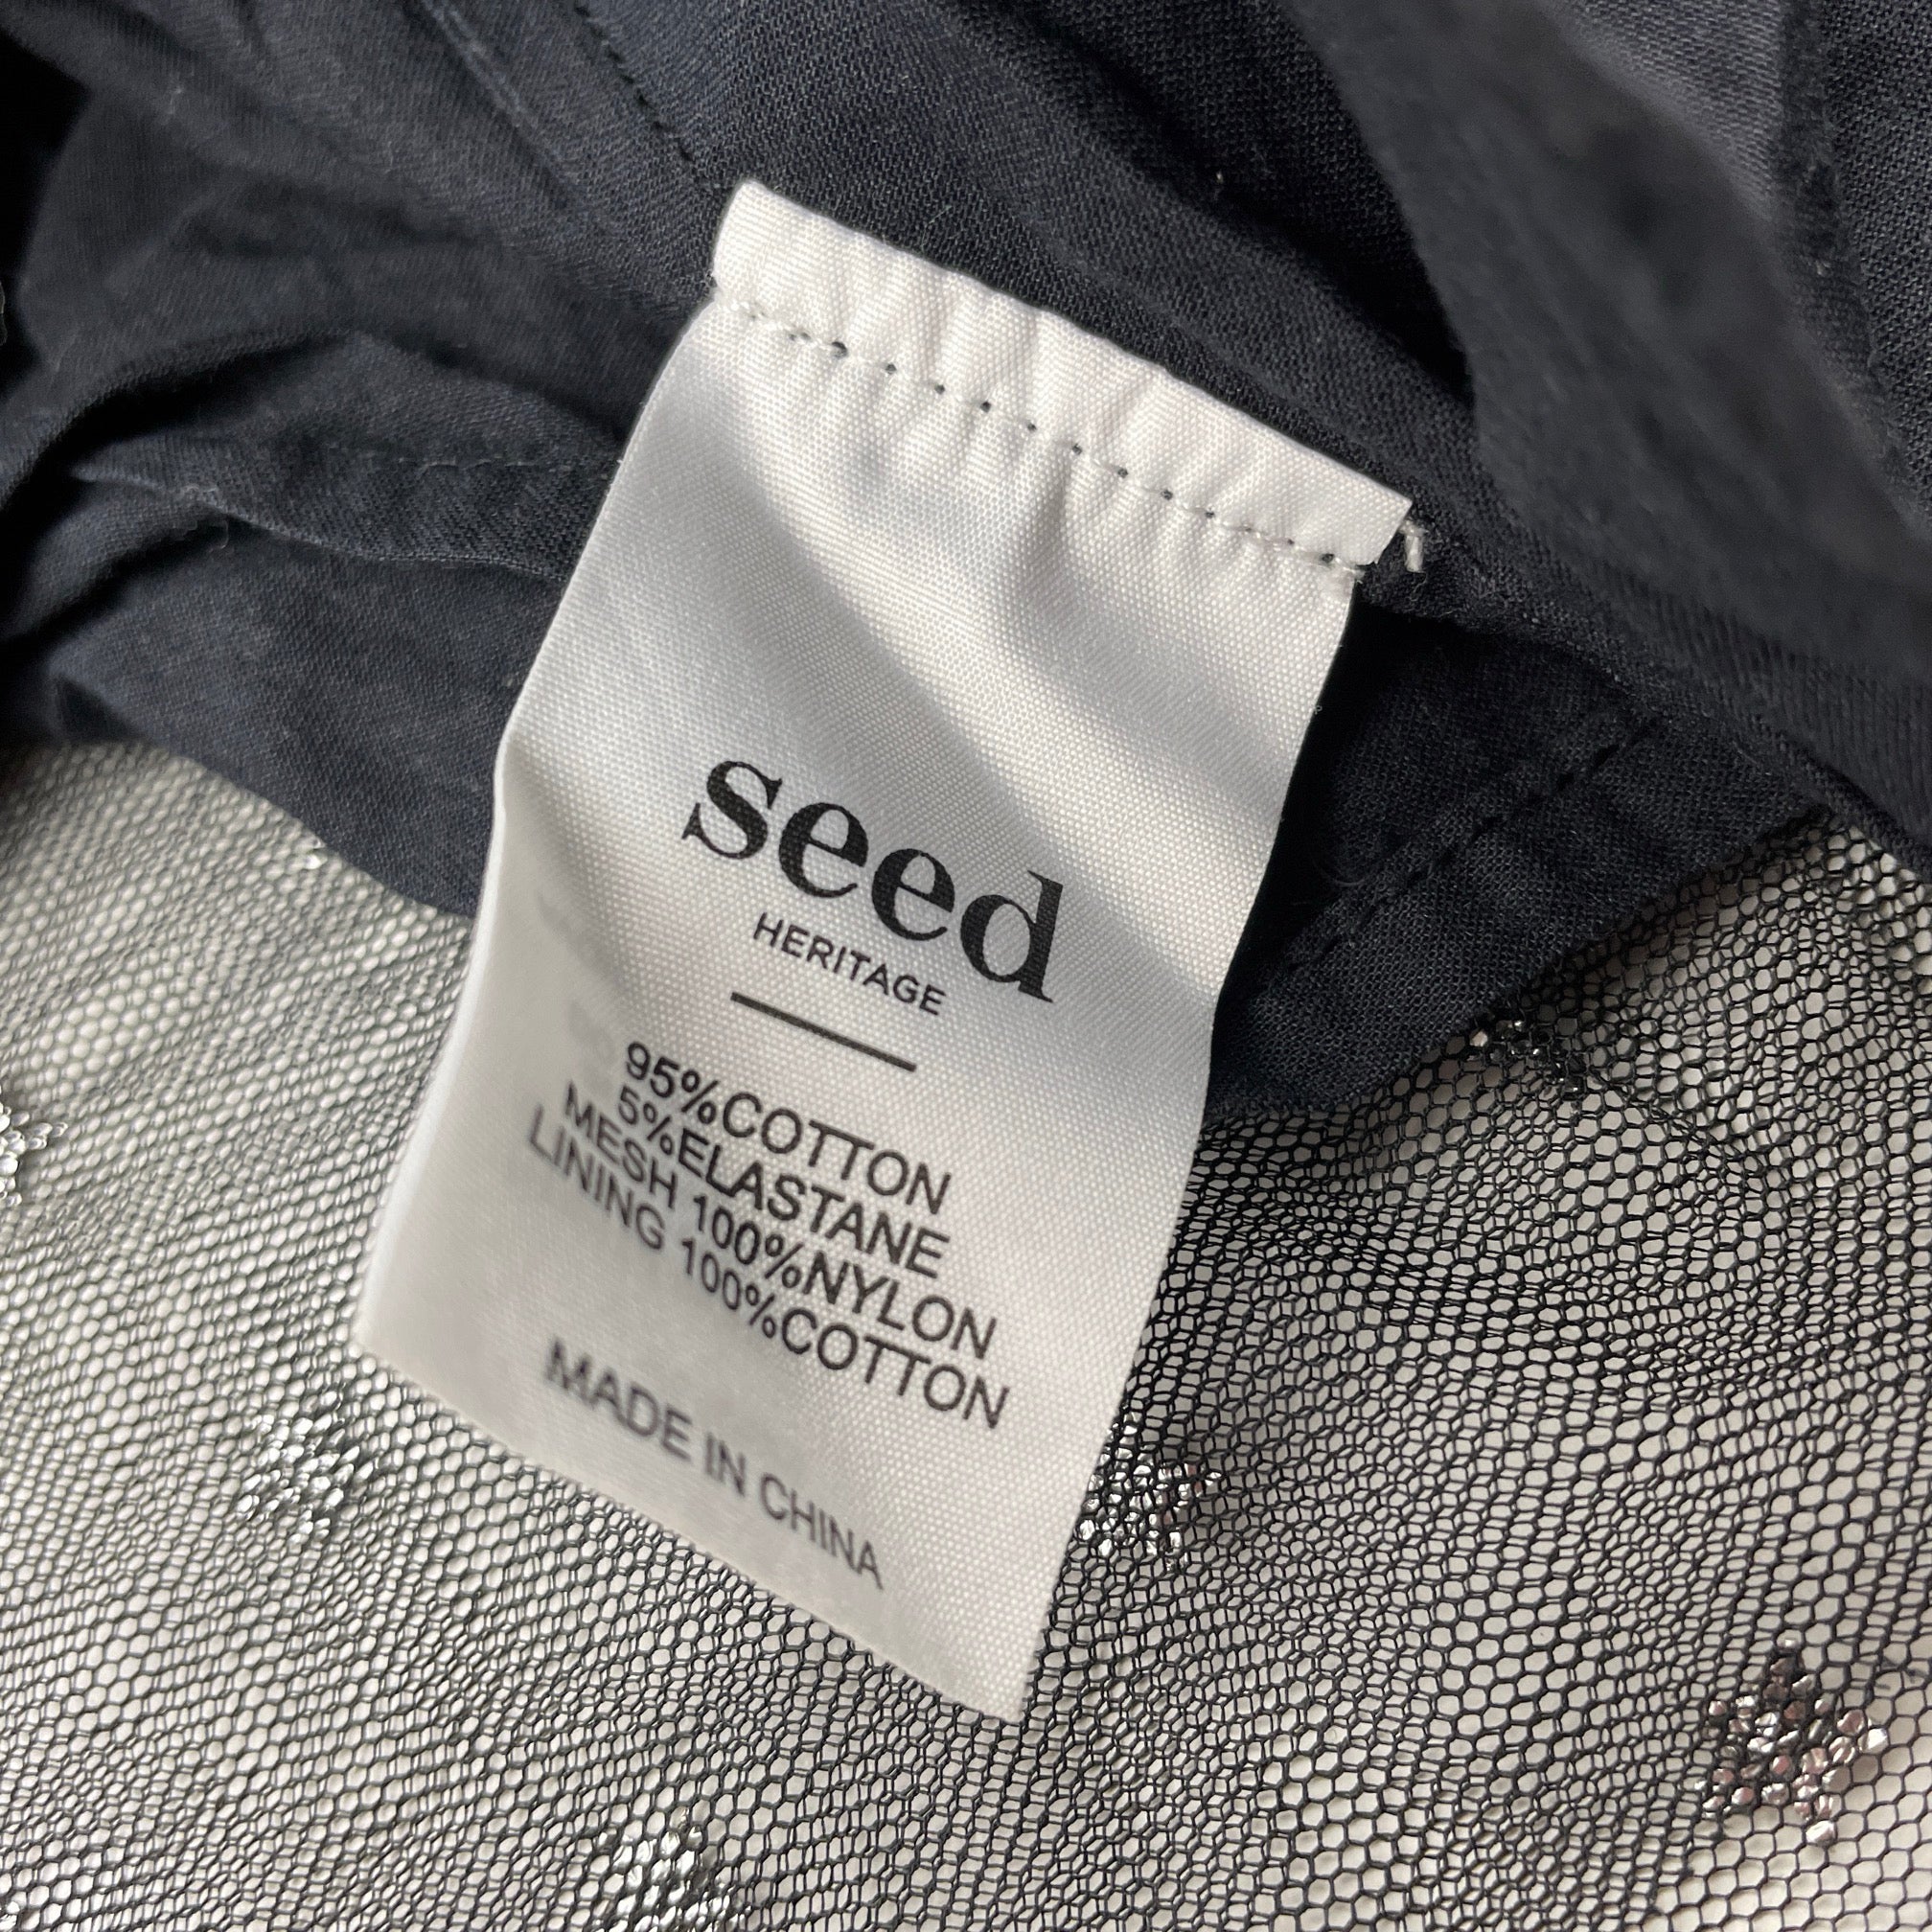 seed
HERITAGE
95%COTTON
5%ELASTANE
MESH 100%NYLON
LINING 100%COTTON
MADE IN CHINA